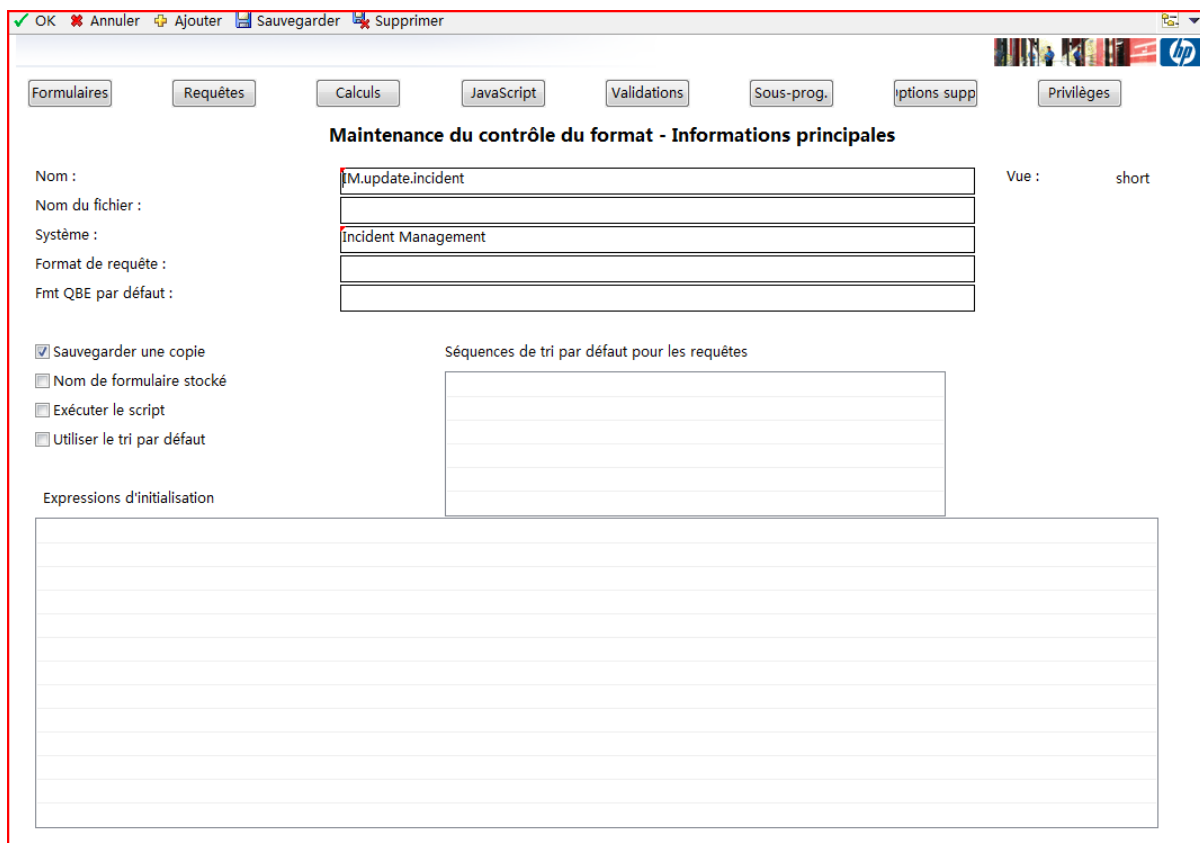 OK Annuler Ajouter Sauvegarder Supprimer
hp
Formulaires Requêtes Calculs JavaScript Validations Sous-prog. ptions supp Privilèges
Maintenance du contrôle du format - Informations principales
Nom : IM.update.incident Vue : short
Nom du fichier :
Système : Incident Management
Format de requête :
Fmt QBE par défaut :
Sauvegarder une copie Séquences de tri par défaut pour les requêtes
Nom de formulaire stocké
Exécuter le script
Utiliser le tri par défaut
Expressions d'initialisation